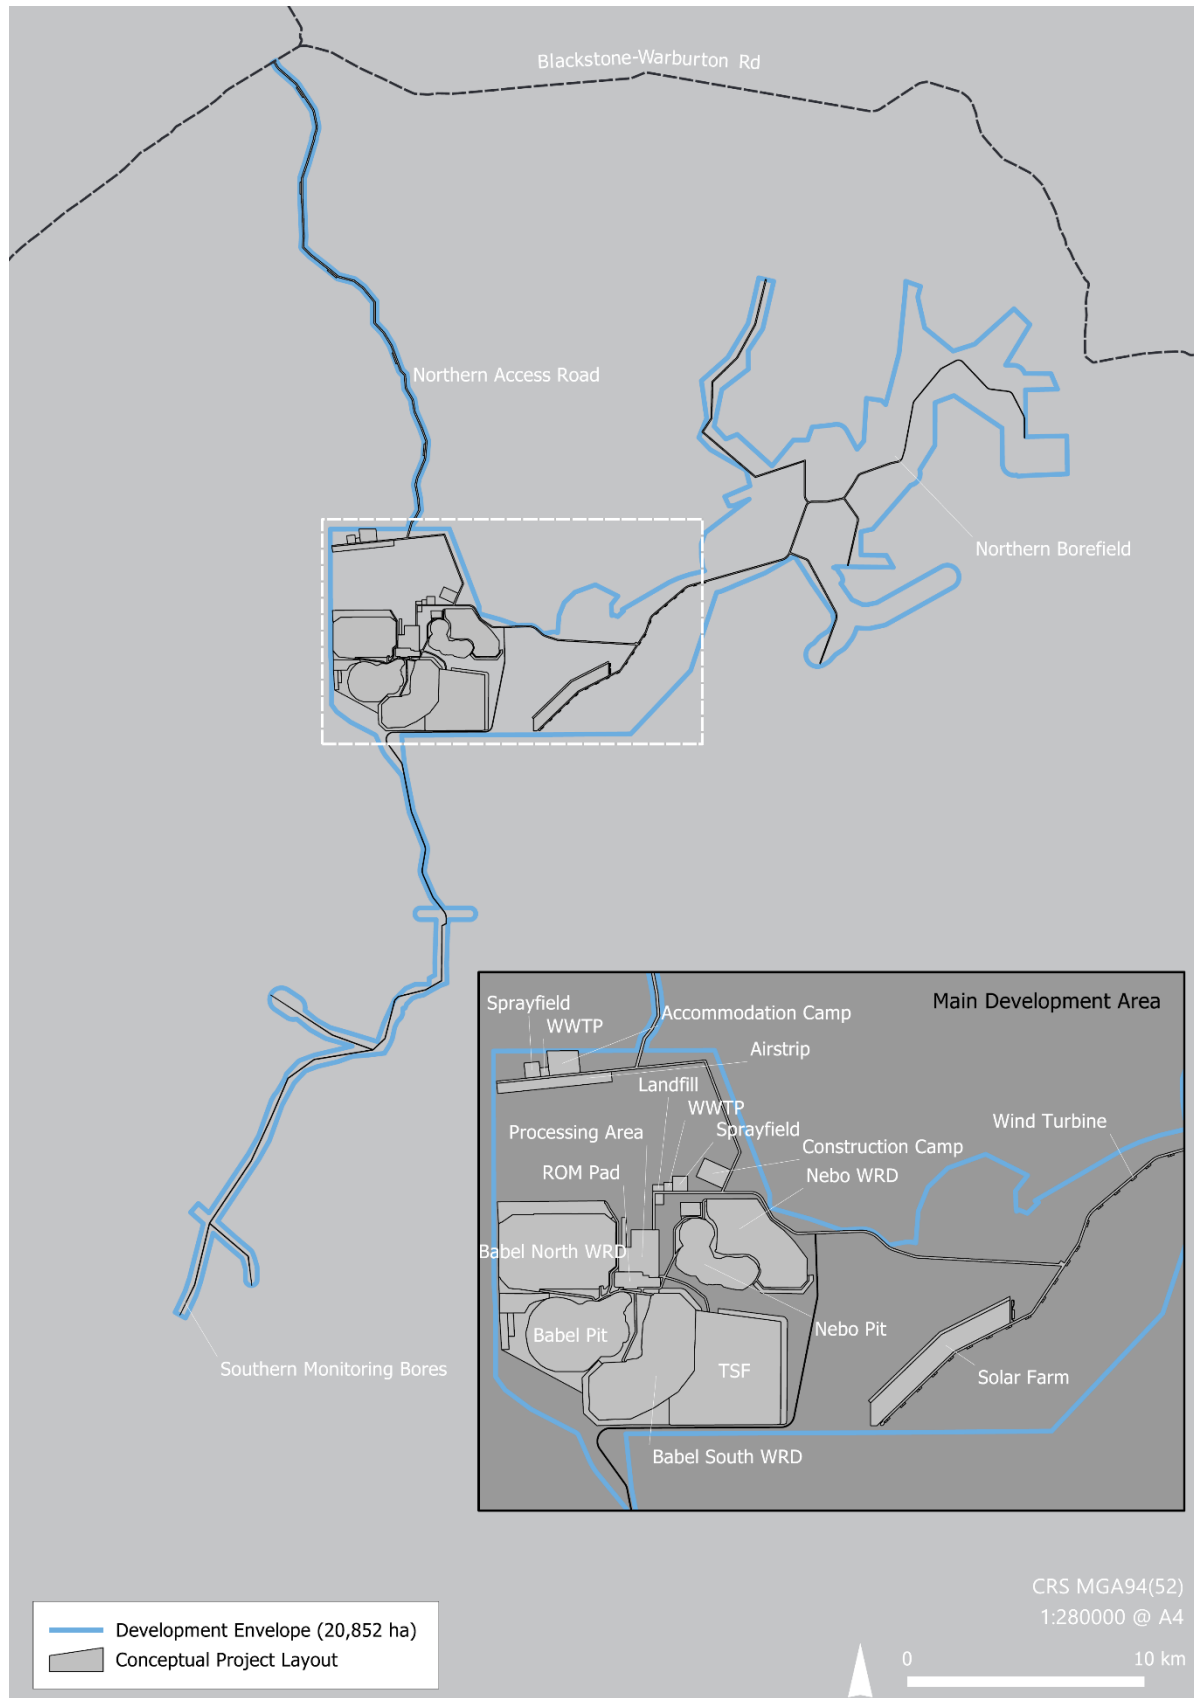 Blackstone-Warburton Rd
Northern Access Road
Northern Borefield
Main Development Area
Sprayfield
WWTP
Accommodation Camp
Airstrip
Landfill
WWTP
Sprayfield
Processing Area
Construction Camp
Wind Turbine
ROM Pad
Nebo WRD
Babel North WRD
Babel Pit
Nebo Pit
TSF
Solar Farm
Southern Monitoring Bores
Babel South WRD
CRS MGA94(52)
1:280000 @ A4
Development Envelope (20,852 ha)
Conceptual Project Layout
0 10 km